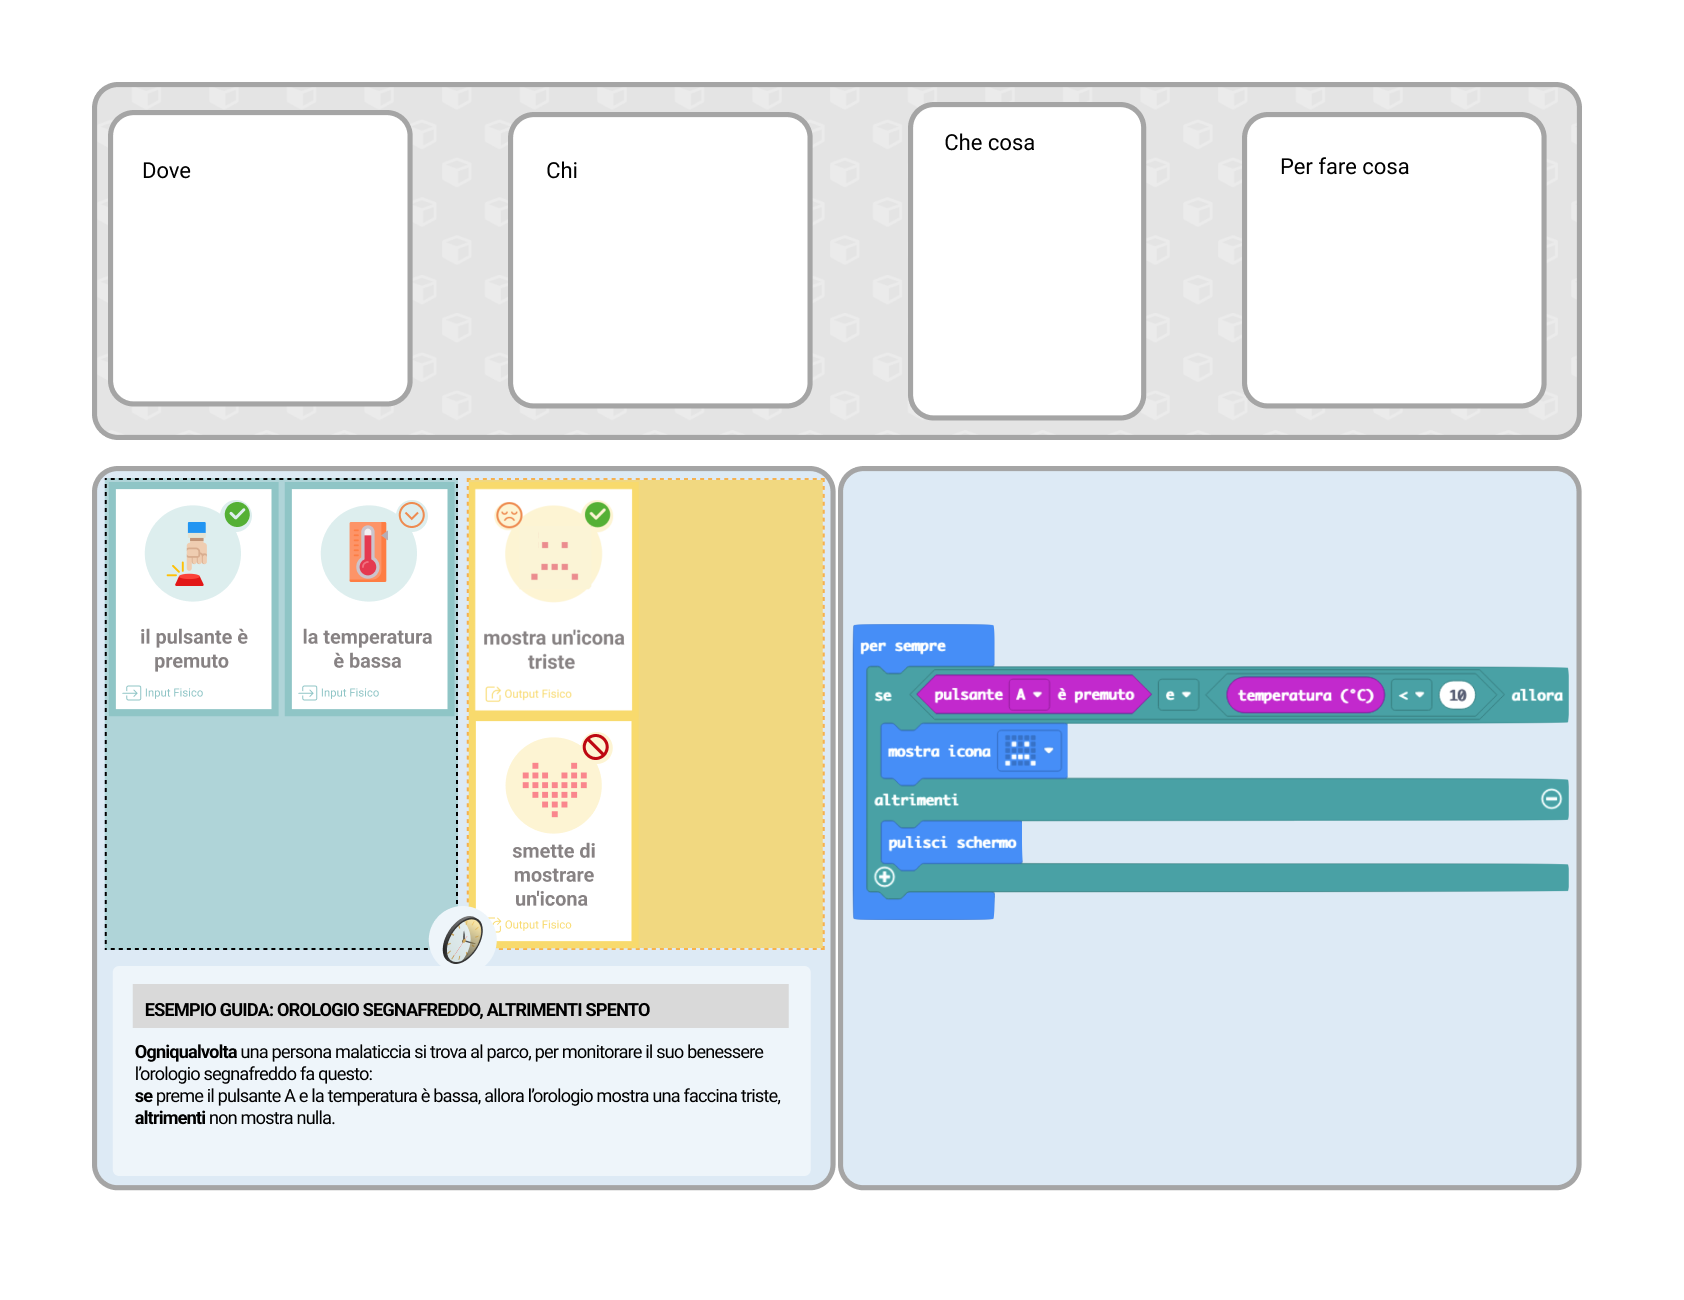 Dove
Chi
Che cosa
Per fare cosa
il pulsante è
premuto
Input Fisico
la temperatura
è bassa
Input Fisico
mostra un'icona
triste
Output Fisico
smette di
mostrare
un'icona
Output Fisico
ESEMPIO GUIDA: OROLOGIO SEGNAFREDDO, ALTRIMENTI SPENTO
Ogniqualvolta una persona malaticcia si trova al parco, per monitorare il suo benessere
l'orologio segnafreddo fa questo:
se preme il pulsante A e la temperatura è bassa, allora l'orologio mostra una faccina triste,
altrimenti non mostra nulla.
per sempre
se pulsante A è premuto e temperatura (°C) < 10 allora
mostra icona
altrimenti
pulisci schermo